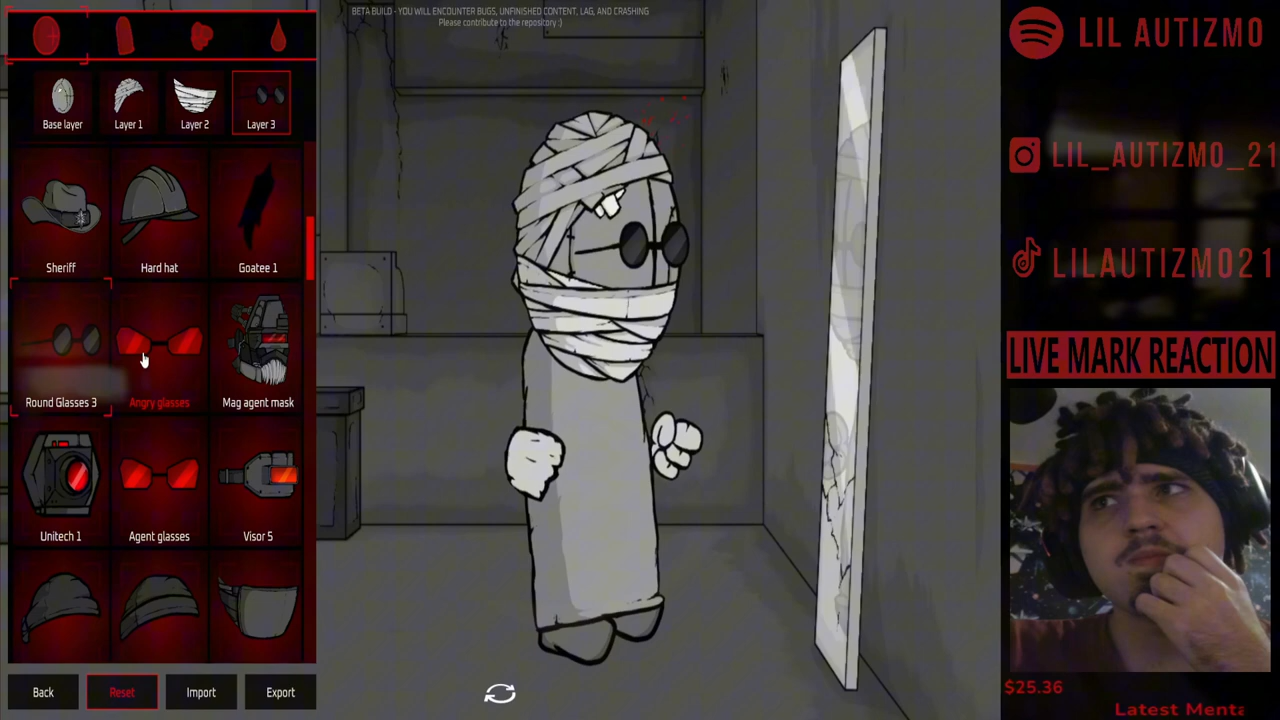 BETA BUILD - YOU WILL ENCOUNTER BUGS, UNFINISHED CONTENT, LAG, AND CRASHING
Please contribute to the repository :)
Base layer
Layer 1
Layer 2
Layer 3
Sheriff
Hard hat
Goatee 1
Round Glasses 3
Angry glasses
Mag agent mask
Unitech 1
Agent glasses
Visor 5
Back
Reset
Import
Export
LIL AUTIZMO
LIL_AUTIZMO_21
LILAUTIZMO21
LIVE MARK REACTION
$25.36
Latest Menta